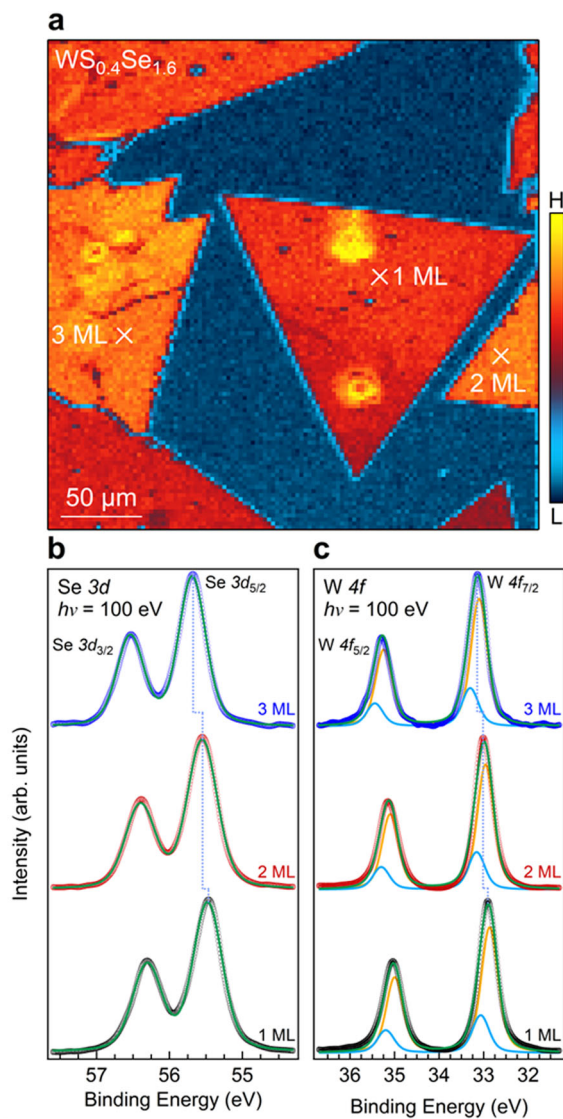 a
WS0.4Se1.6
H
1 ML
3 ML
2 ML
50 µm
L
b
c
Se 3d
Se 3d5/2
W 4f
W 4f7/2
hν = 100 eV
hν = 100 eV
Se 3d3/2
W 4f5/2
3 ML
3 ML
Intensity (arb. units)
2 ML
2 ML
1 ML
1 ML
57 56 55
36 35 34 33 32
Binding Energy (eV)
Binding Energy (eV)